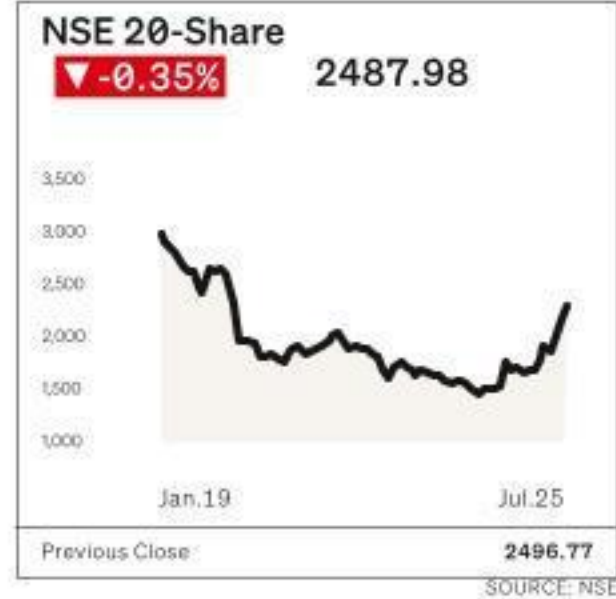 NSE 20-Share
▼ -0.35% 2487.98
3,500
3,000
2,500
2,000
1,500
1,000
Jan.19 Jul.25
Previous Close 2496.77
SOURCE: NSE